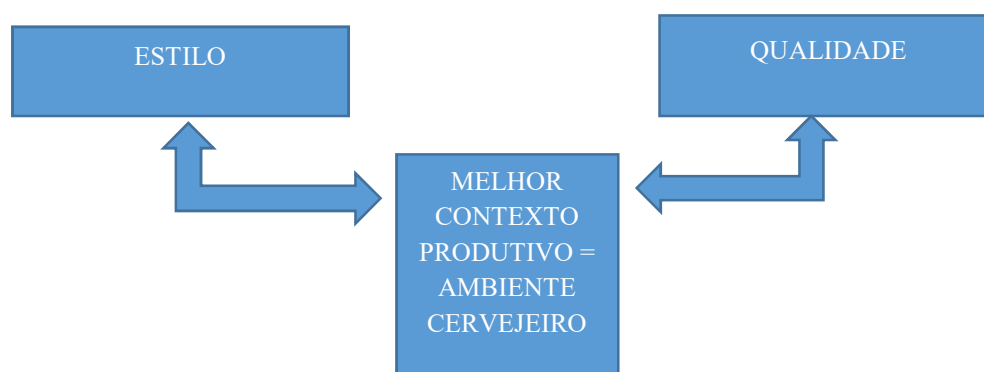 ESTILO
QUALIDADE
MELHOR
CONTEXTO
PRODUTIVO =
AMBIENTE
CERVEJEIRO